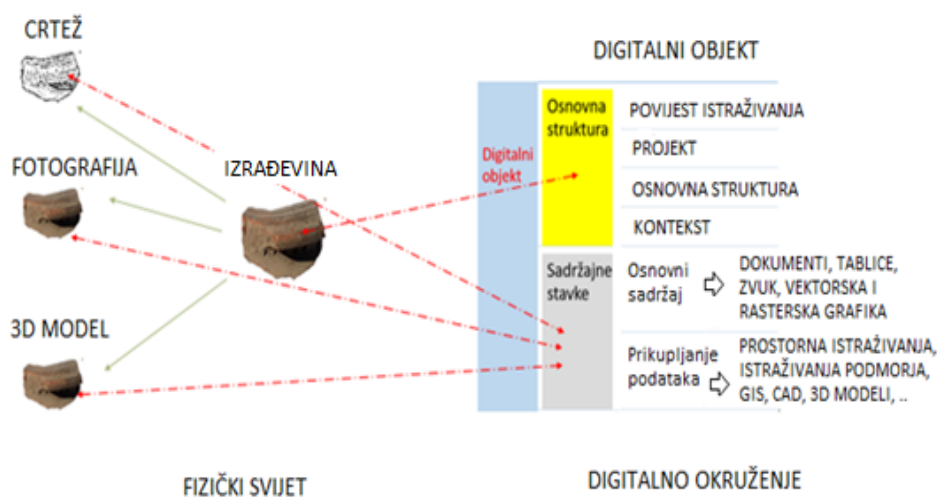 CRTEŽ
FOTOGRAFIJA
IZRAĐEVINA
3D MODEL
FIZIČKI SVIJET
DIGITALNI OBJEKT
Digitalni
objekt
Osnovna
struktura
POVIJEST ISTRAŽIVANJA
PROJEKT
OSNOVNA STRUKTURA
KONTEKST
Sadržajne
stavke
Osnovni
sadržaj
DOKUMENTI, TABLICE,
ZVUK, VEKTORSKA I
RASTERSKA GRAFIKA
Prikupljanje
podataka
PROSTORNA ISTRAŽIVANJA,
ISTRAŽIVANJA PODMORJA,
GIS, CAD, 3D MODELI, ..
DIGITALNO OKRUŽENJE